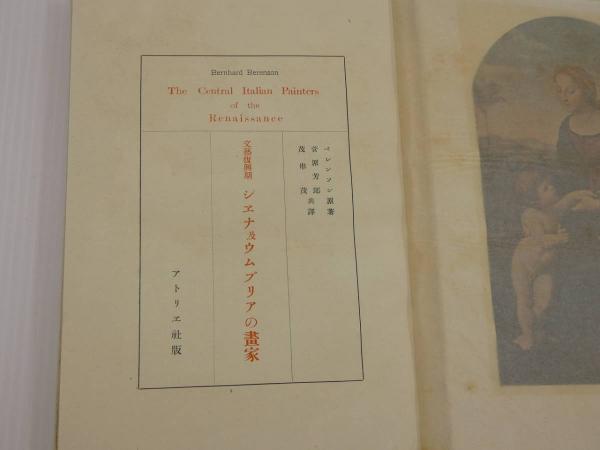 Bernhard Berenson
The Central Italian Painters
of the
Renaissance
ベレンソン原著
菅原芳郎
茂串茂 共譯
文藝復興期 シエナ及ウムブリアの畫家
アトリエ社版